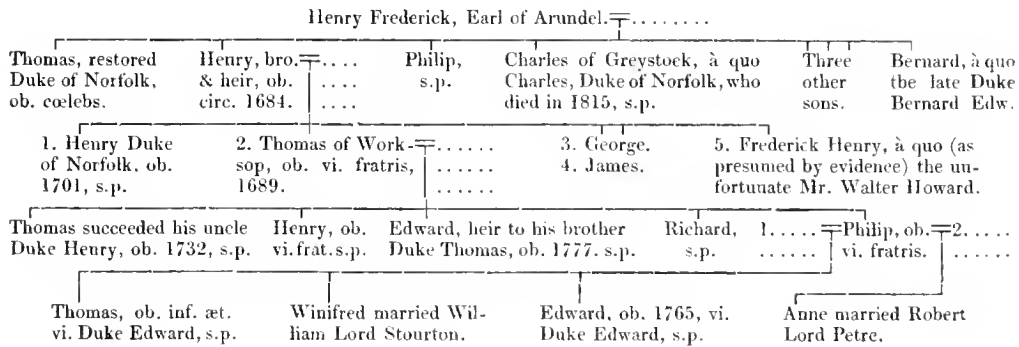 Henry Frederick, Earl of Arundel.=........
Thomas, restored
Duke of Norfolk,
ob. cœlebs.
Henry, bro.=....
& heir, ob. ....
circ. 1684. ....
Philip,
s.p.
Charles of Greystock, à quo
Charles, Duke of Norfolk, who
died in 1815, s.p.
Three
other
sons.
Bernard, à quo
the late Duke
Bernard Edw.
1. Henry Duke
of Norfolk, ob.
1701, s.p.
2. Thomas of Work-=......
sop, ob. vi. fratris, ......
1689. ......
3. George.
4. James.
5. Frederick Henry, à quo (as
presumed by evidence) the un-
fortunate Mr. Walter Howard.
Thomas succeeded his uncle
Duke Henry, ob. 1732, s.p.
Henry, ob.
vi. frat. s.p.
Edward, heir to his brother
Duke Thomas, ob. 1777. s.p.
Richard,
s.p.
1.....=Philip, ob.=2.....
...... vi. fratris. ......
Thomas, ob. inf. æt.
vi. Duke Edward, s.p.
Winifred married Wil-
liam Lord Stourton.
Edward, ob. 1765, vi.
Duke Edward, s.p.
Anne married Robert
Lord Petre.